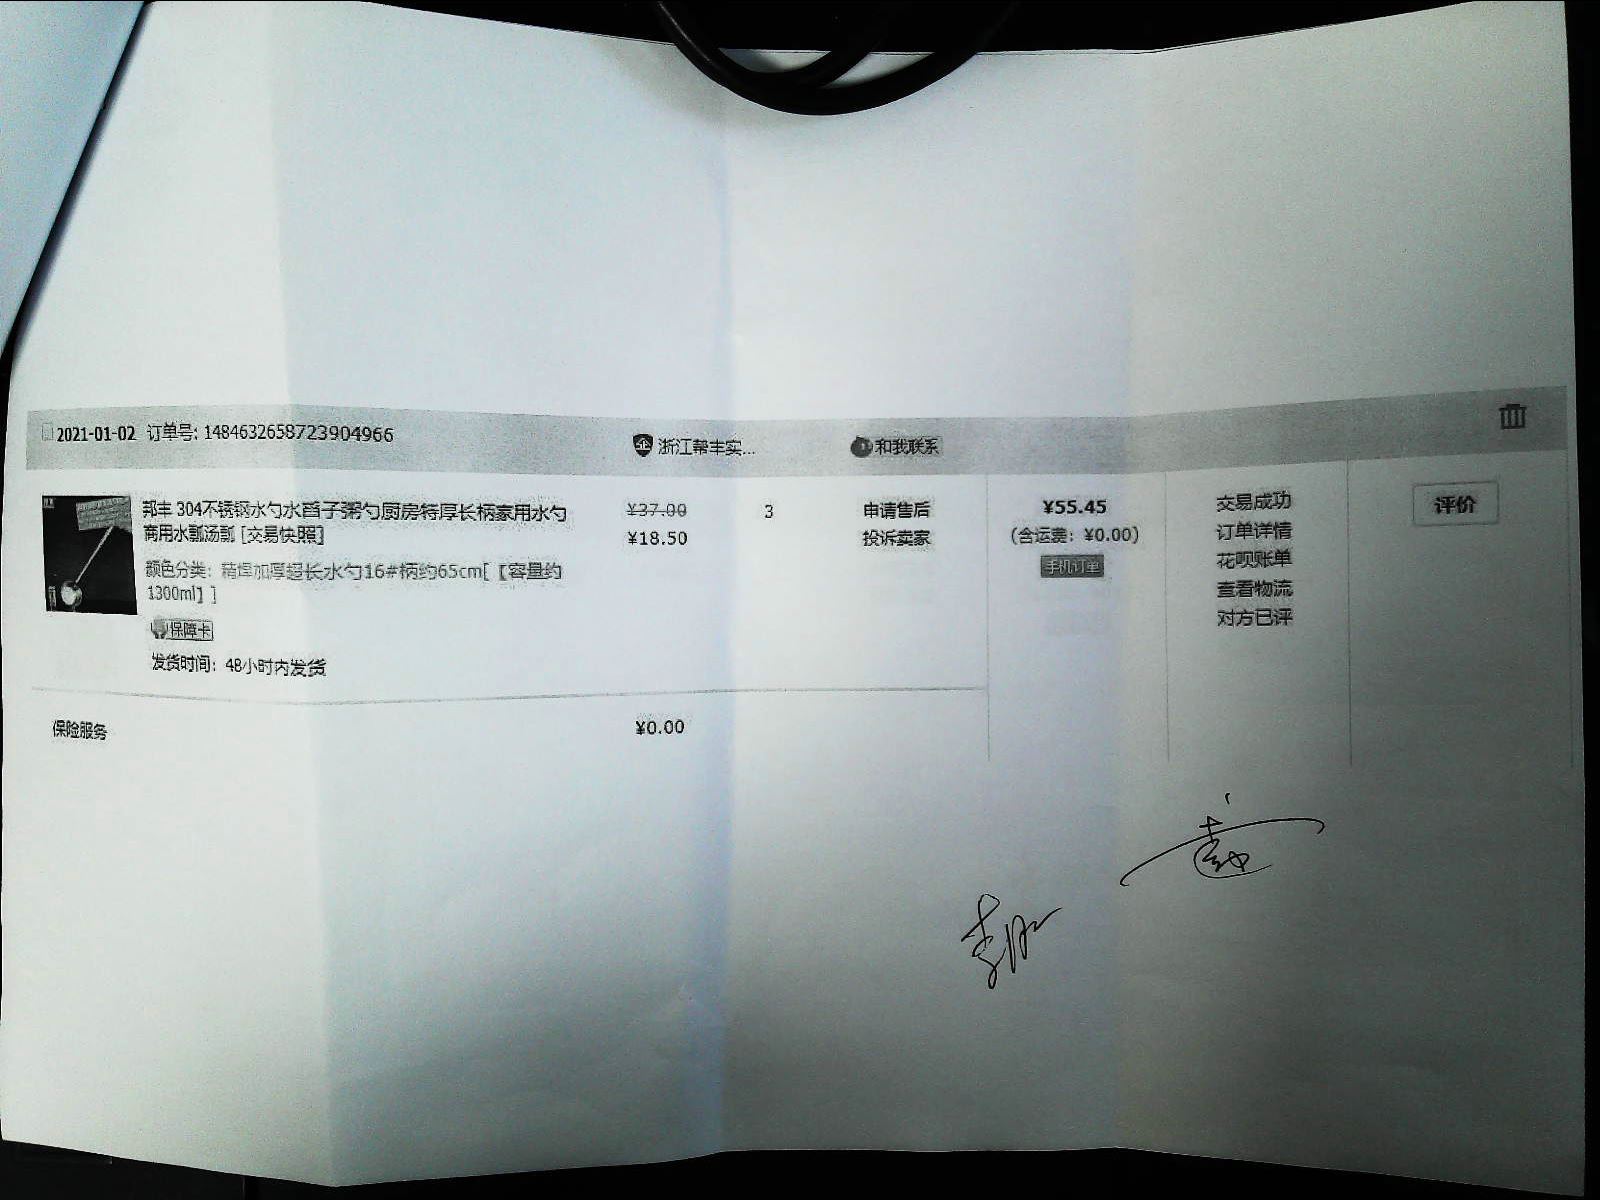 2021-01-02 订单号: 1484632658723904966
浙江帮丰实...
和我联系
邦丰 304不锈钢水勺水舀子粥勺厨房特厚长柄家用水勺
商用水瓢汤瓢 [交易快照]
颜色分类：精焊加厚超长水勺16#柄约65cm[【容量约
1300ml】]
保障卡
发货时间：48小时内发货
¥37.00
¥18.50
3
申请售后
投诉卖家
¥55.45
(含运费：¥0.00)
手机订单
交易成功
订单详情
花呗账单
查看物流
对方已评
评价
保险服务
¥0.00